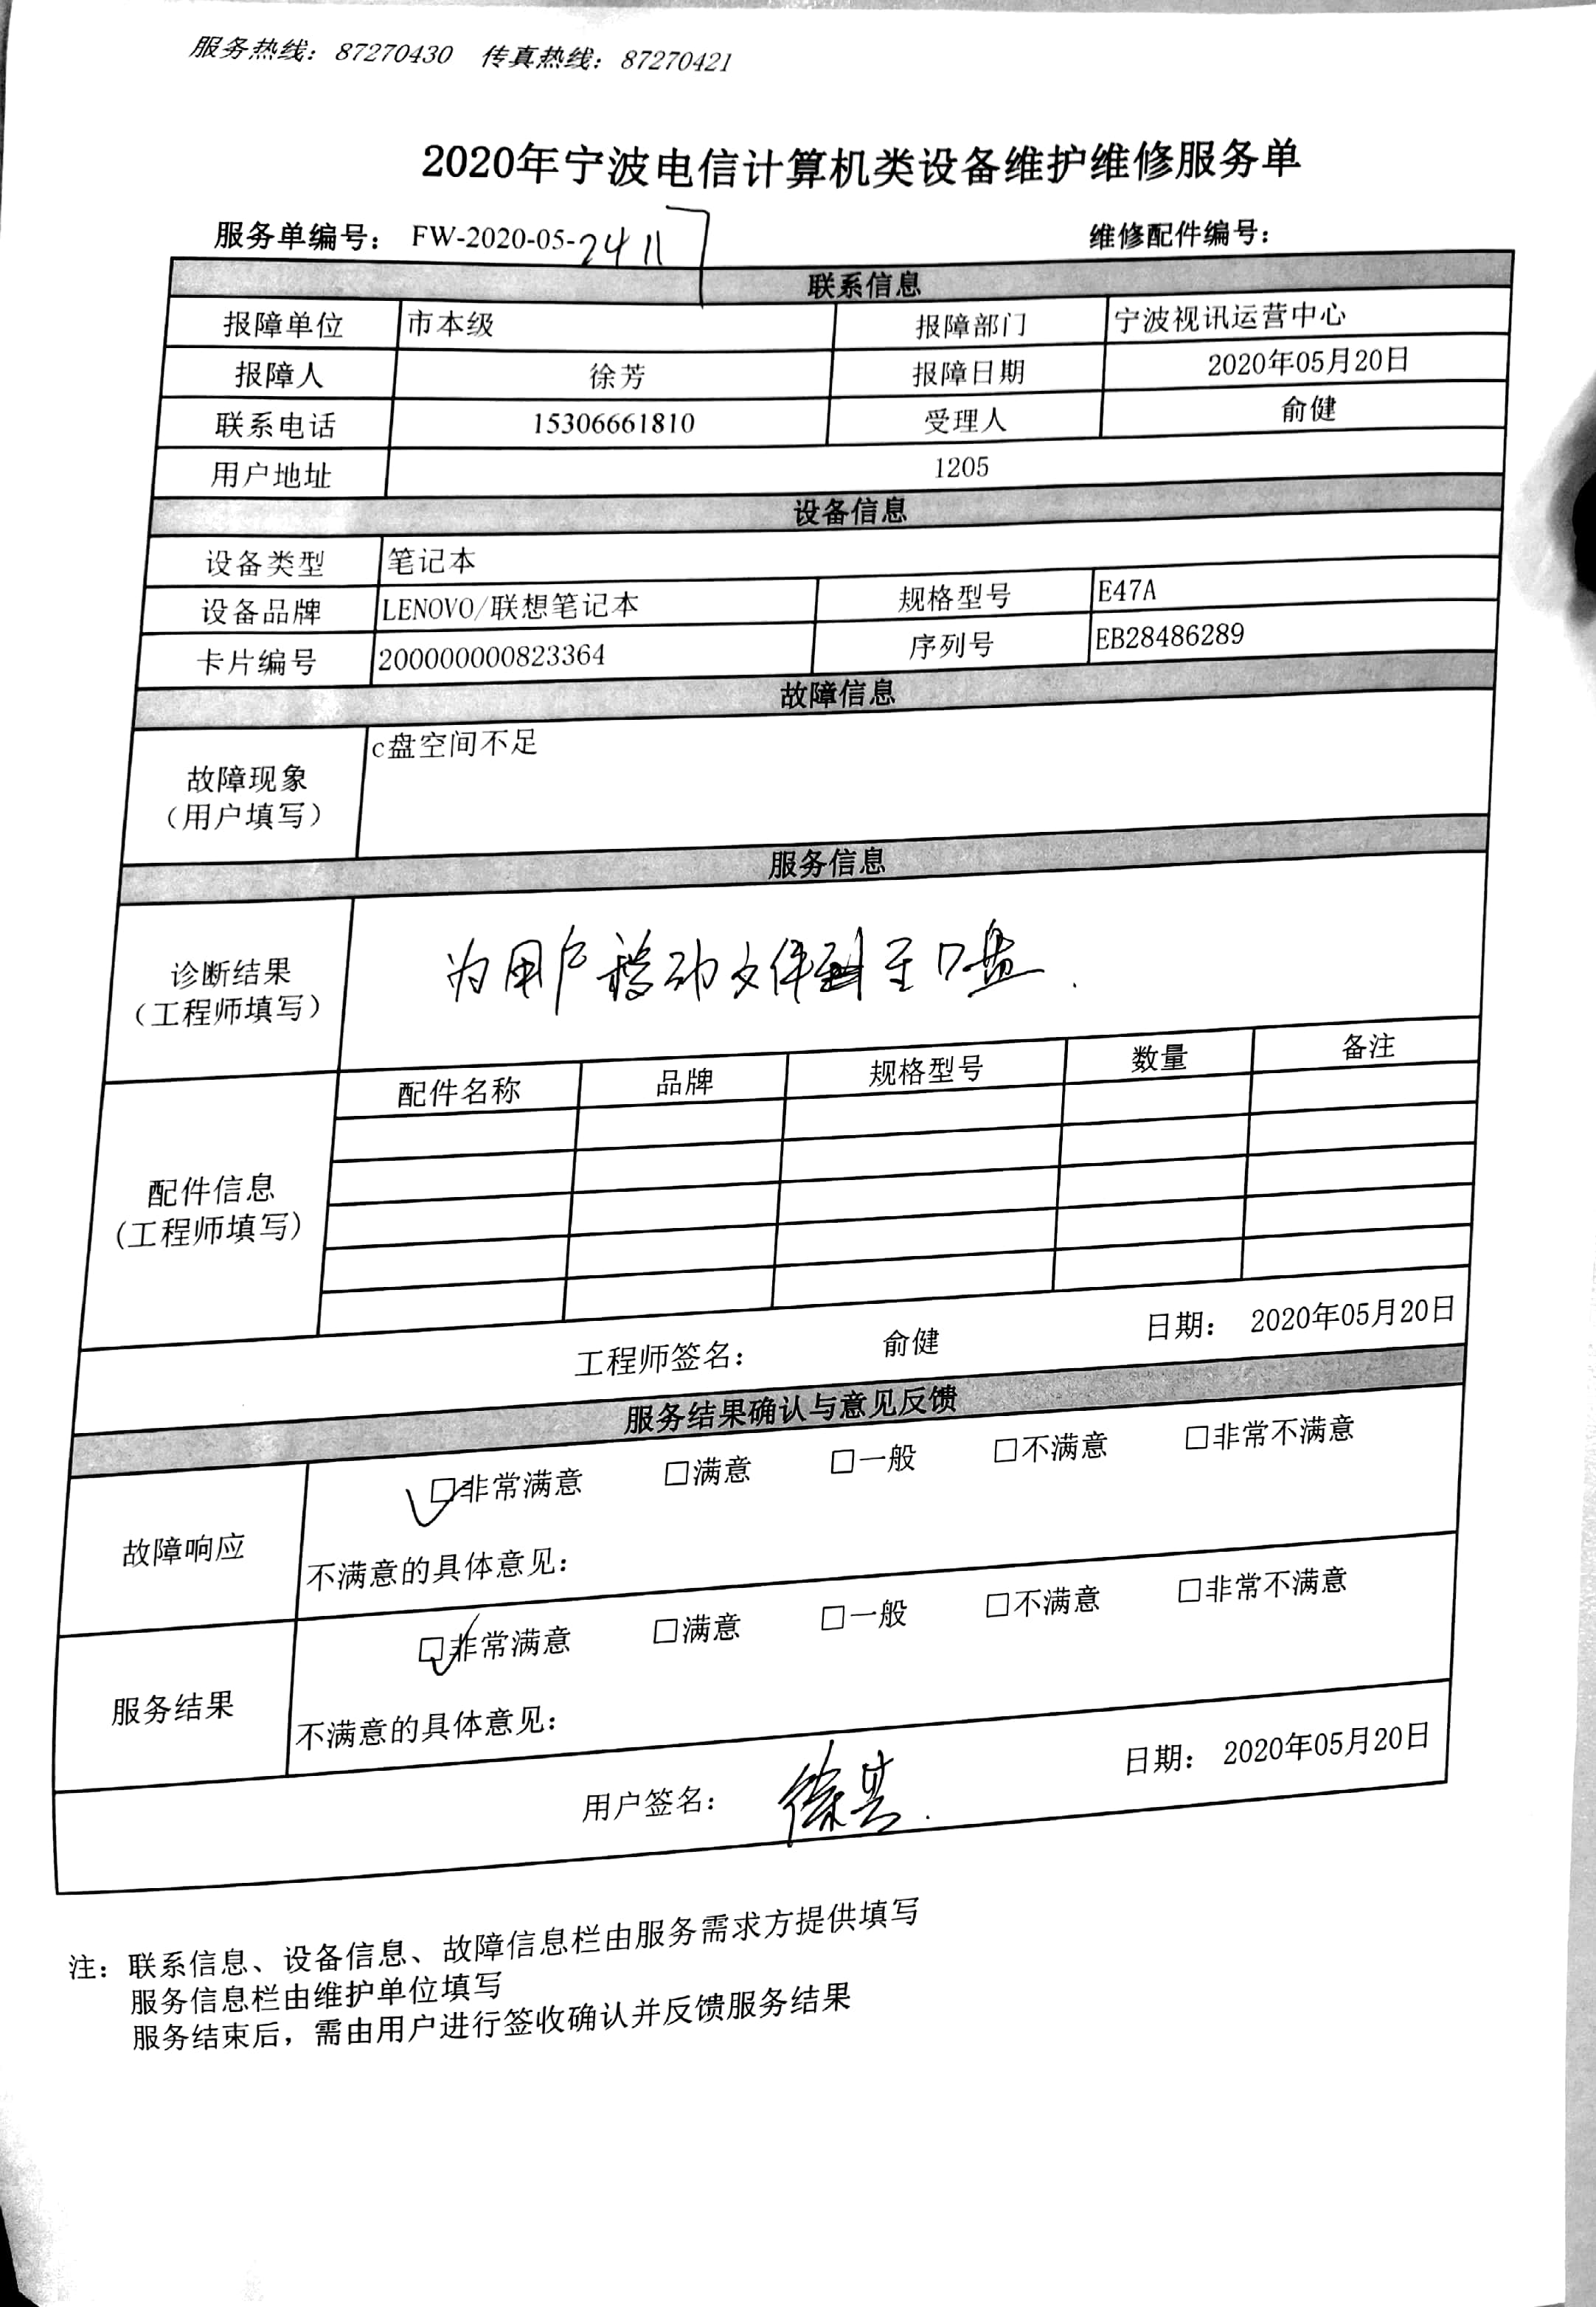 服务热线：87270430 传真热线：87270421
2020年宁波电信计算机类设备维护维修服务单
服务单编号： FW-2020-05-24117 维修配件编号：
联系信息
报障单位 市本级 报障部门 宁波视讯运营中心
报障人 徐芳 报障日期 2020年05月20日
联系电话 15306661810 受理人 俞健
用户地址 1205
设备信息
设备类型 笔记本
设备品牌 LENOVO/联想笔记本 规格型号 E47A
卡片编号 200000000823364 序列号 EB28486289
故障信息
故障现象
（用户填写）
c盘空间不足
服务信息
诊断结果
（工程师填写）
为用户移动文件至D盘.
配件信息
(工程师填写)
配件名称 品牌 规格型号 数量 备注
工程师签名： 俞健 日期： 2020年05月20日
服务结果确认与意见反馈
故障响应
□非常满意 □满意 □一般 □不满意 □非常不满意
不满意的具体意见：
服务结果
□非常满意 □满意 □一般 □不满意 □非常不满意
不满意的具体意见：
用户签名： 徐芳. 日期： 2020年05月20日
注：联系信息、设备信息、故障信息栏由服务需求方提供填写
服务信息栏由维护单位填写
服务结束后，需由用户进行签收确认并反馈服务结果